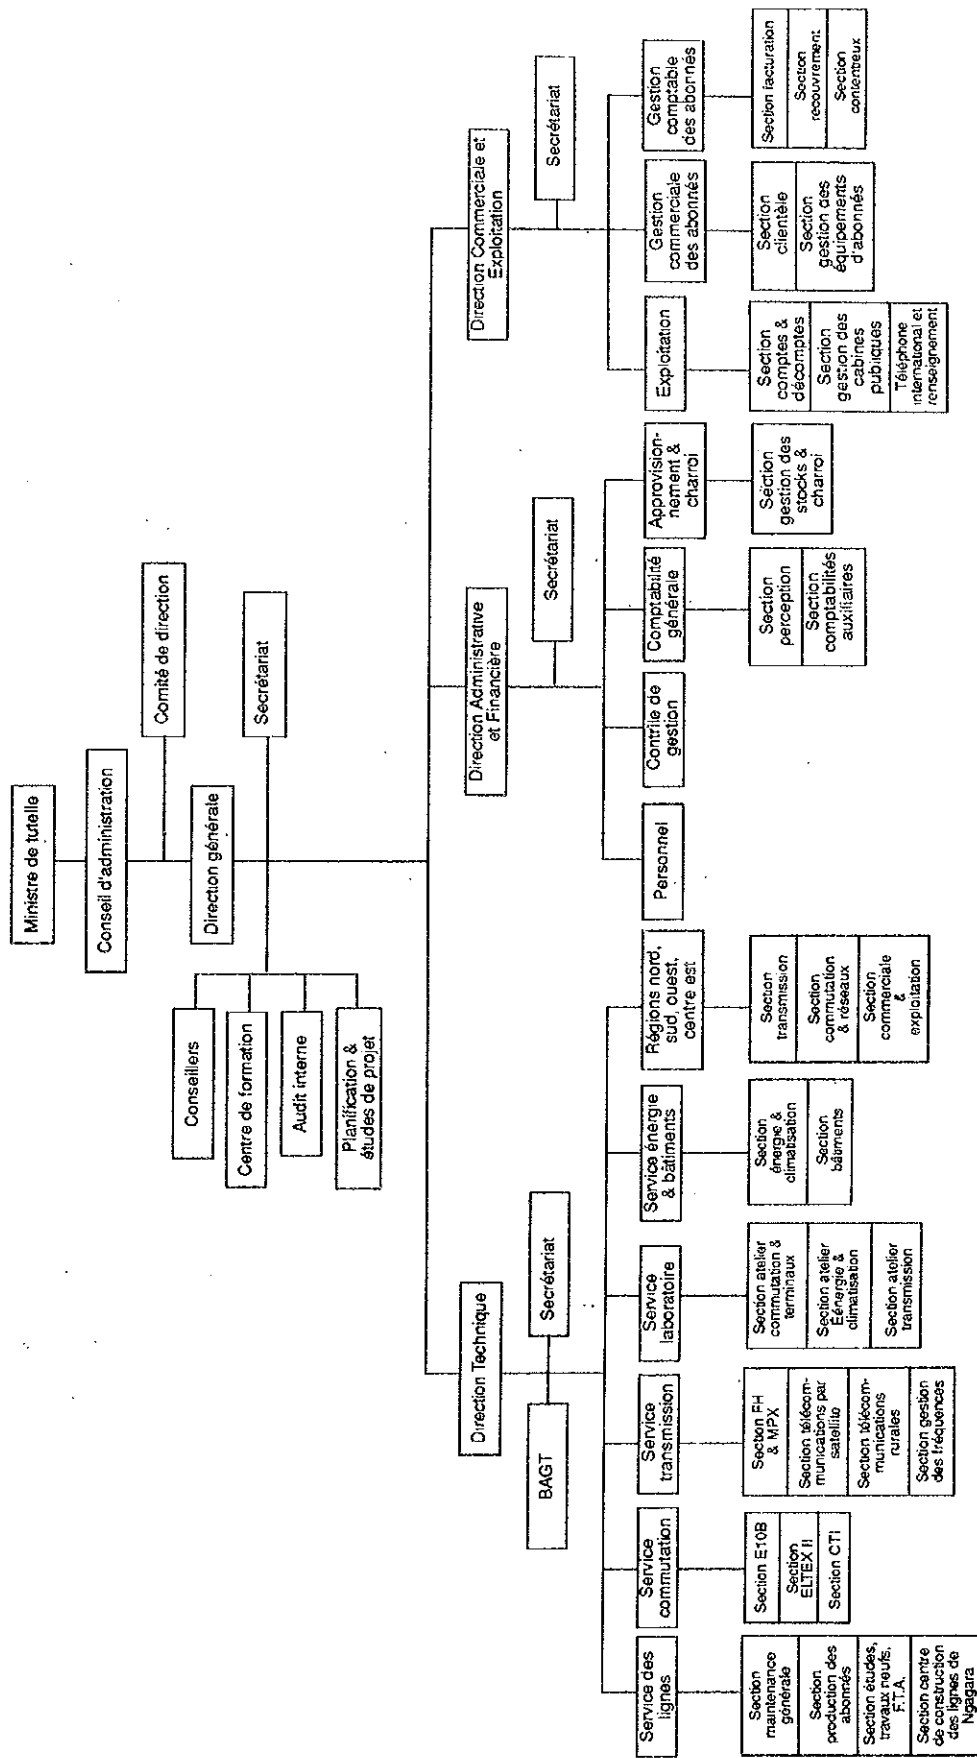 Ministre de tutelle
Conseil d'administration
Comité de direction
Direction générale
Secrétariat
Conseillers
Centre de formation
Audit interne
Planification &
études de projet
Direction Technique
Direction Administrative
et Financière
Direction Commerciale et
Exploitation
BAGT
Secrétariat
Secrétariat
Secrétariat
Service des
lignes
Service
commutation
Service
transmission
Service
laboratoire
Service énergie
& bâtiments
Régions nord,
sud, ouest,
centre est
Personnel
Contrile de
gestion
Comptabilité
générale
Approvision-
nement &
charroi
Exploitation
Gestion
commerciale
des abonnés
Gestion
comptable
des abonnés
Section
maintenance
générale
Section
production des
abonnés
Section études,
travaux neufs,
F.T.A.
Section centre
de construction
des lignes de
Ngagara
Section E10B
Section
ELTEX II
Section CTI
Section FH
& MPX
Section télécom-
munications par
satellite
Section télécom-
munications
rurales
Section gestion
des fréquences
Section atelier
commutation &
terminaux
Section atelier
Eénergie &
climatisation
Section atelier
transmission
Section
énergie &
climatisation
Section
bâtiments
Section
transmission
Section
commutation
& réseaux
Section
commerciale
&
exploitation
Section
perception
Section
comptabilités
auxiliaires
Section
gestion des
stocks &
charroi
Section
comptes &
décomptes
Section
gestion des
cabines
publiques
Téléphone
international et
renseignement
Section
clientèle
Section
gestion des
équipements
d'abonnés
Section facturation
Section
recouvrement
Section
contentreux